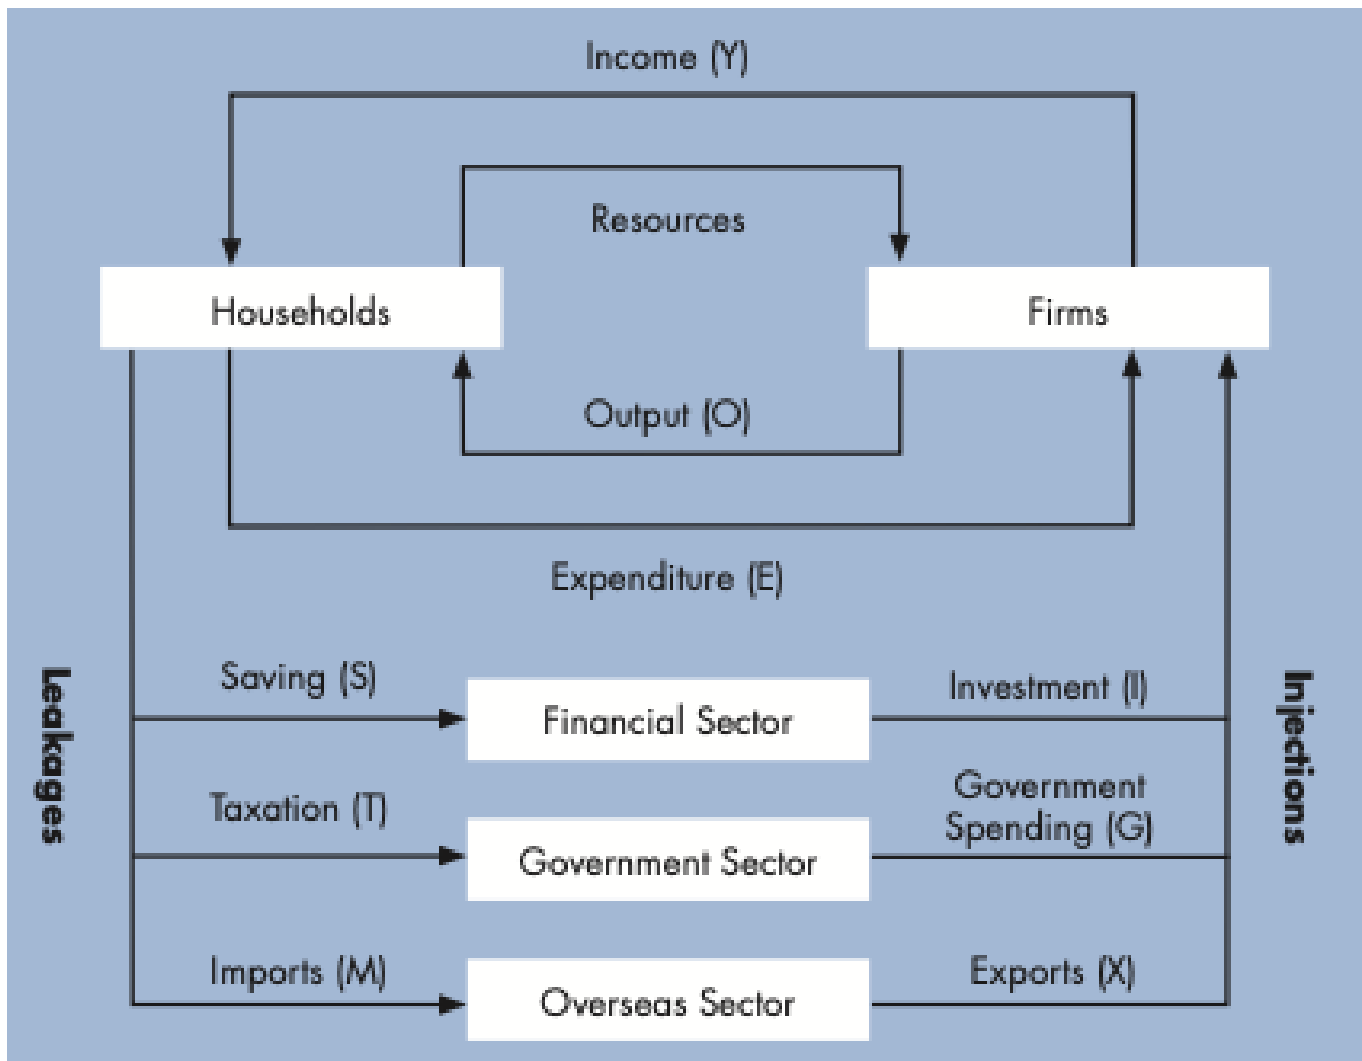 Income (Y)
Resources
Households
Firms
Output (O)
Expenditure (E)
Leakages
Saving (S)
Financial Sector
Investment (I)
Injections
Taxation (T)
Government Sector
Government
Spending (G)
Imports (M)
Overseas Sector
Exports (X)